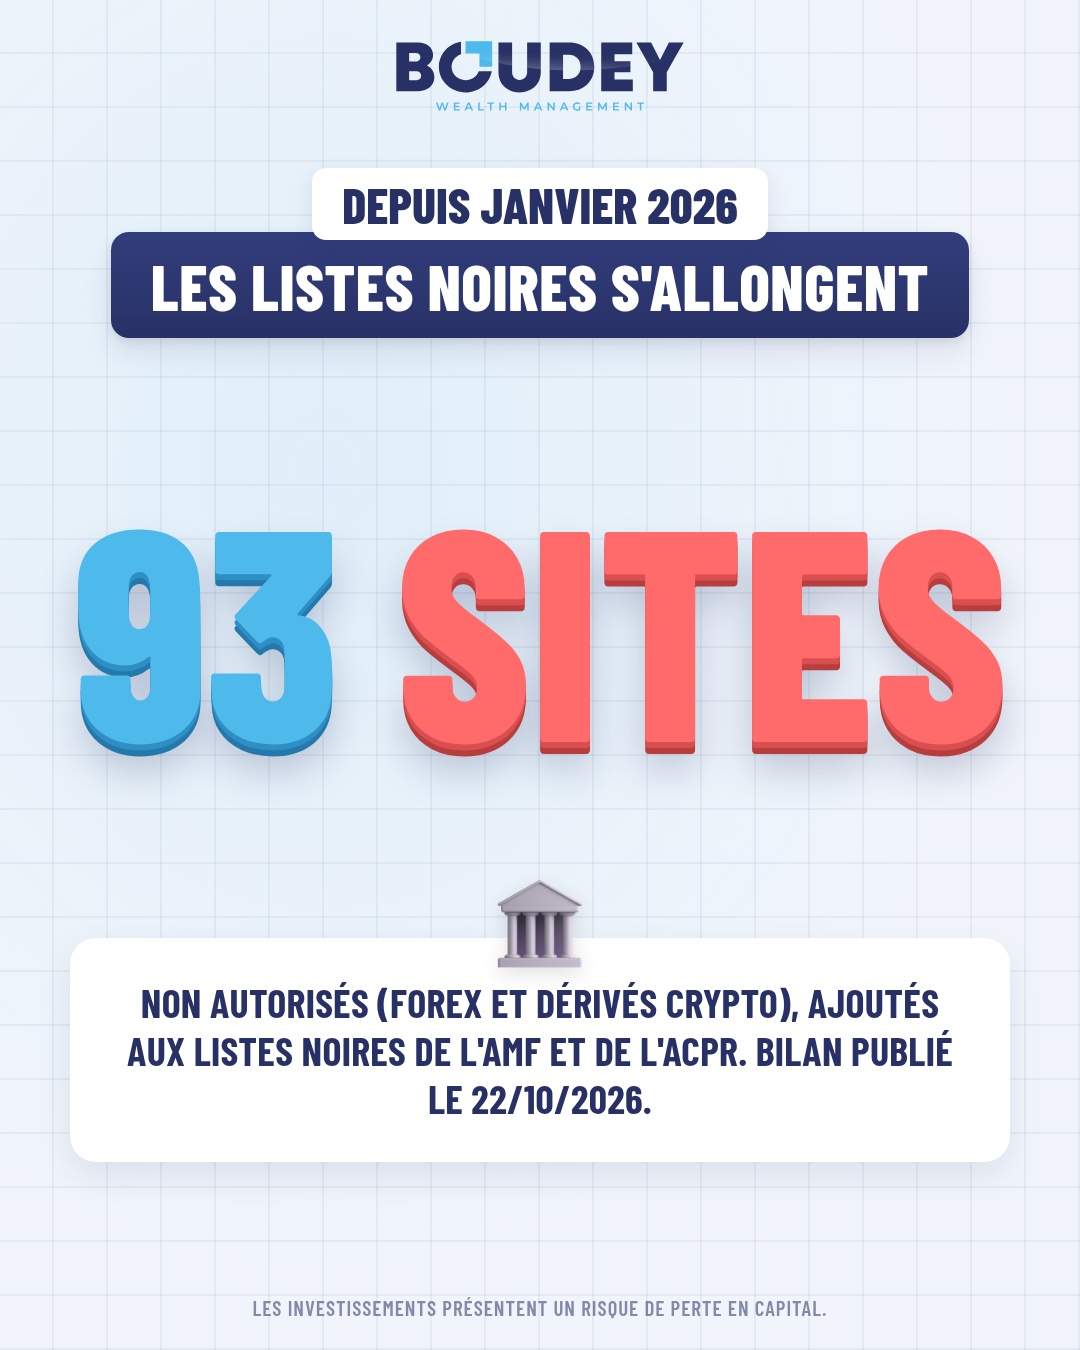 BOUDEY
WEALTH MANAGEMENT
DEPUIS JANVIER 2026
LES LISTES NOIRES S'ALLONGENT
93 SITES
NON AUTORISÉS (FOREX ET DÉRIVÉS CRYPTO), AJOUTÉS
AUX LISTES NOIRES DE L'AMF ET DE L'ACPR. BILAN PUBLIÉ
LE 22/10/2026.
LES INVESTISSEMENTS PRÉSENTENT UN RISQUE DE PERTE EN CAPITAL.